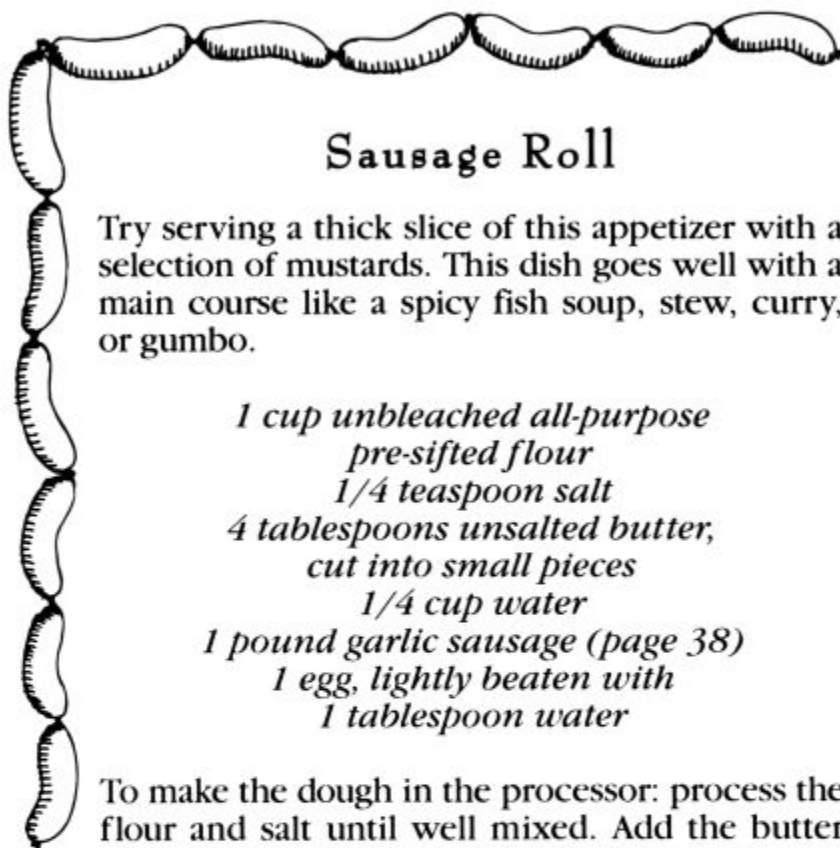 Sausage Roll
Try serving a thick slice of this appetizer with a
selection of mustards. This dish goes well with a
main course like a spicy fish soup, stew, curry,
or gumbo.
1 cup unbleached all-purpose
pre-sifted flour
1/4 teaspoon salt
4 tablespoons unsalted butter,
cut into small pieces
1/4 cup water
1 pound garlic sausage (page 38)
1 egg, lightly beaten with
1 tablespoon water
To make the dough in the processor: process the
flour and salt until well mixed. Add the butter